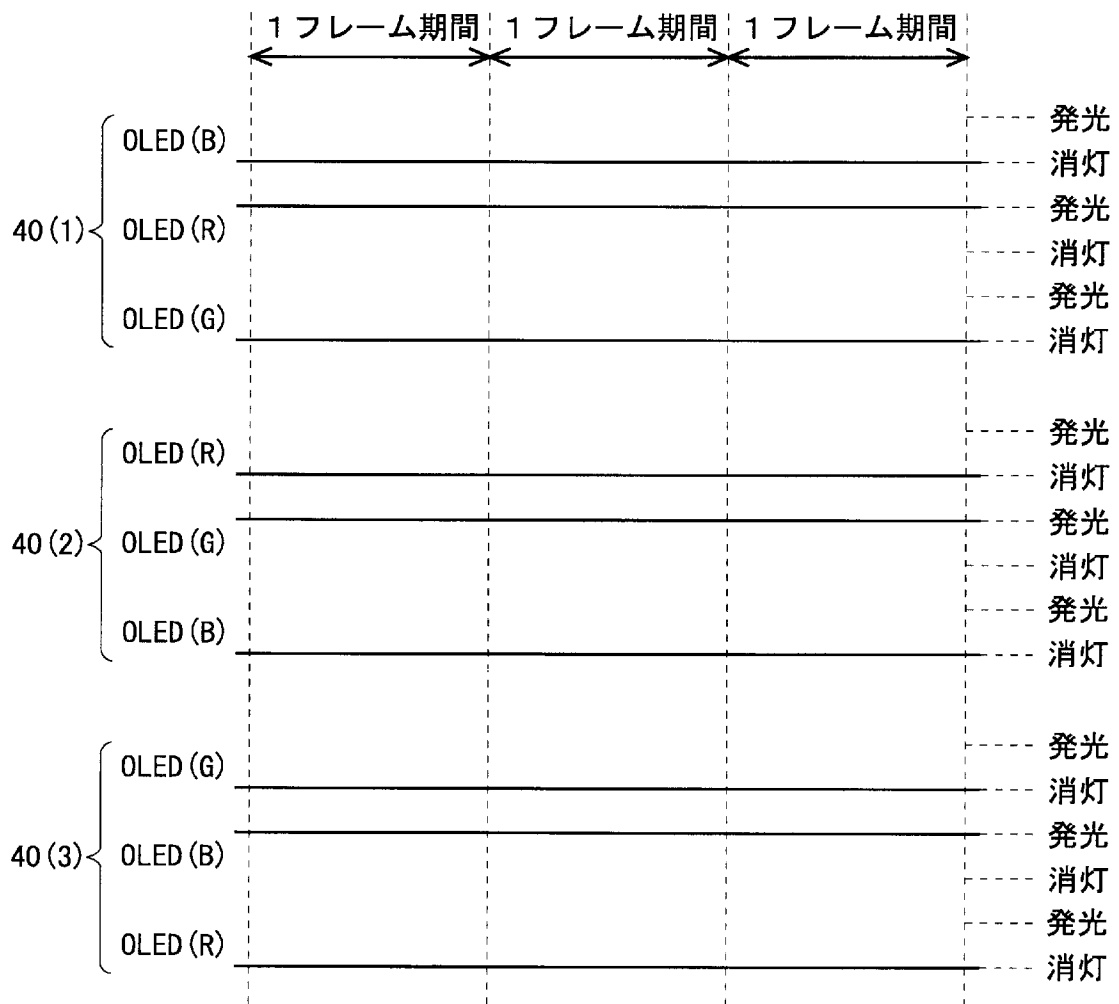 １フレーム期間 １フレーム期間 １フレーム期間
発光
OLED(B)
消灯
発光
40(1) OLED(R)
消灯
発光
OLED(G)
消灯
発光
OLED(R)
消灯
発光
40(2) OLED(G)
消灯
発光
OLED(B)
消灯
発光
OLED(G)
消灯
発光
40(3) OLED(B)
消灯
発光
OLED(R)
消灯